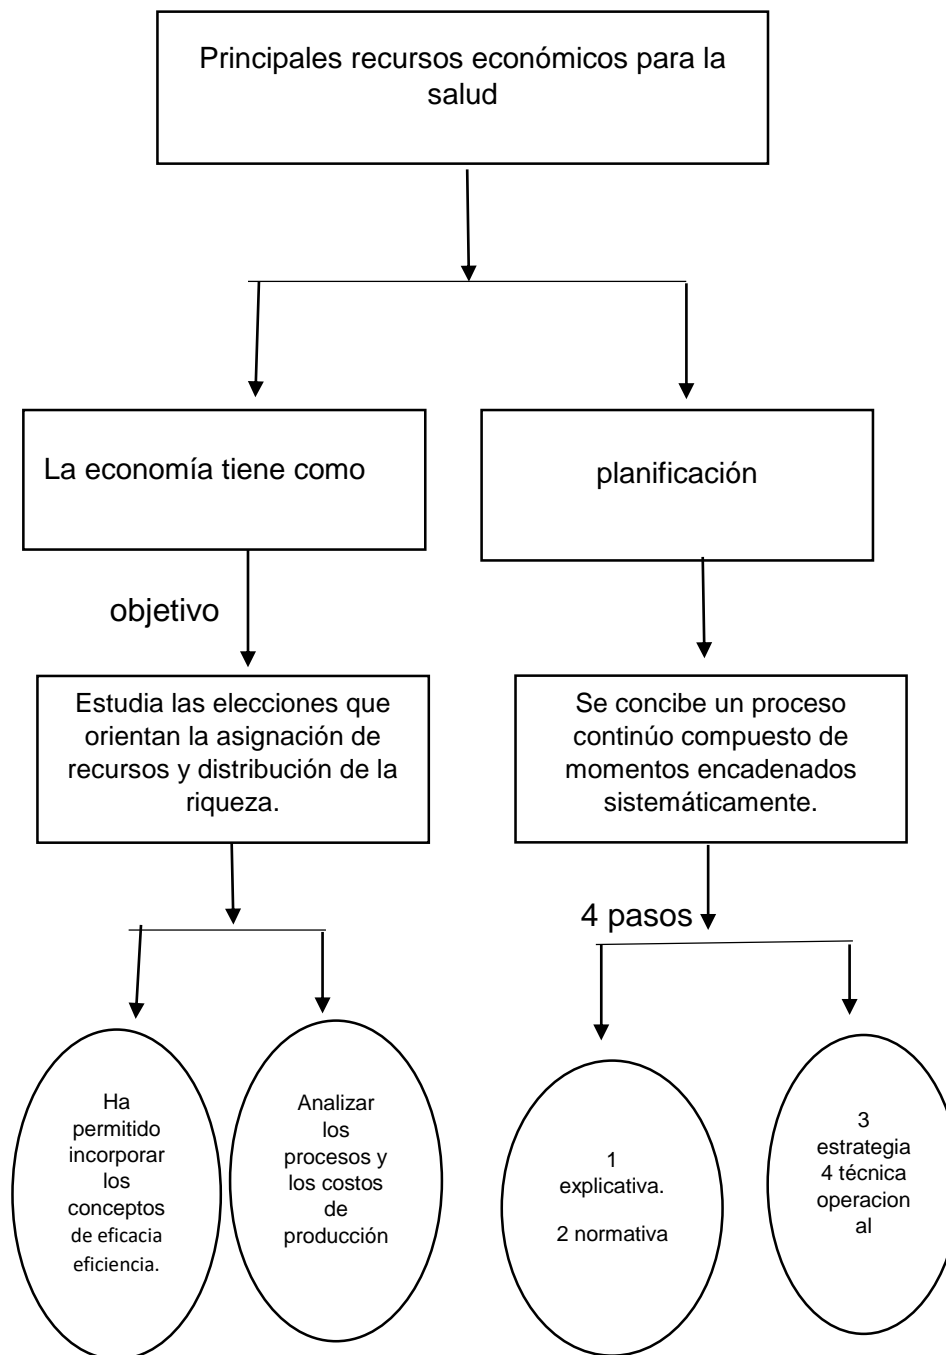 Principales recursos económicos para la
salud
La economía tiene como
planificación
objetivo
Estudia las elecciones que
orientan la asignación de
recursos y distribución de la
riqueza.
Se concibe un proceso
continúo compuesto de
momentos encadenados
sistemáticamente.
4 pasos
Ha
permitido
incorporar
los
conceptos
de eficacia
eficiencia.
Analizar
los
procesos y
los costos
de
producción
1
explicativa.
2 normativa
3
estrategia
4 técnica
operacion
al